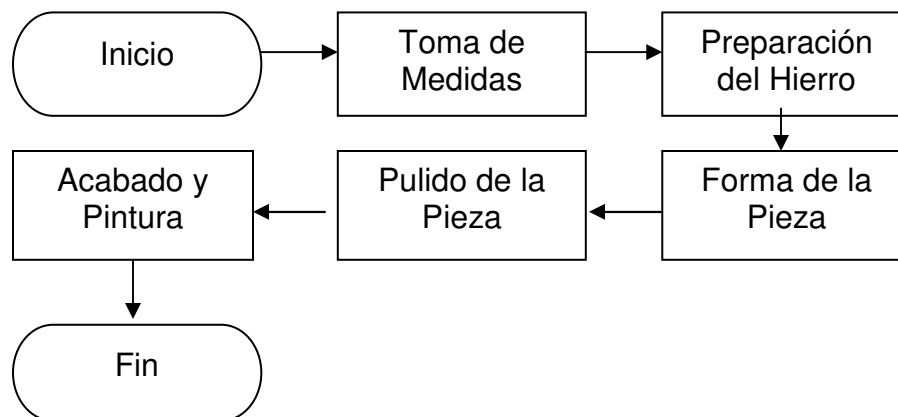 Inicio
Toma de
Medidas
Preparación
del Hierro
Forma de la
Pieza
Pulido de la
Pieza
Acabado y
Pintura
Fin